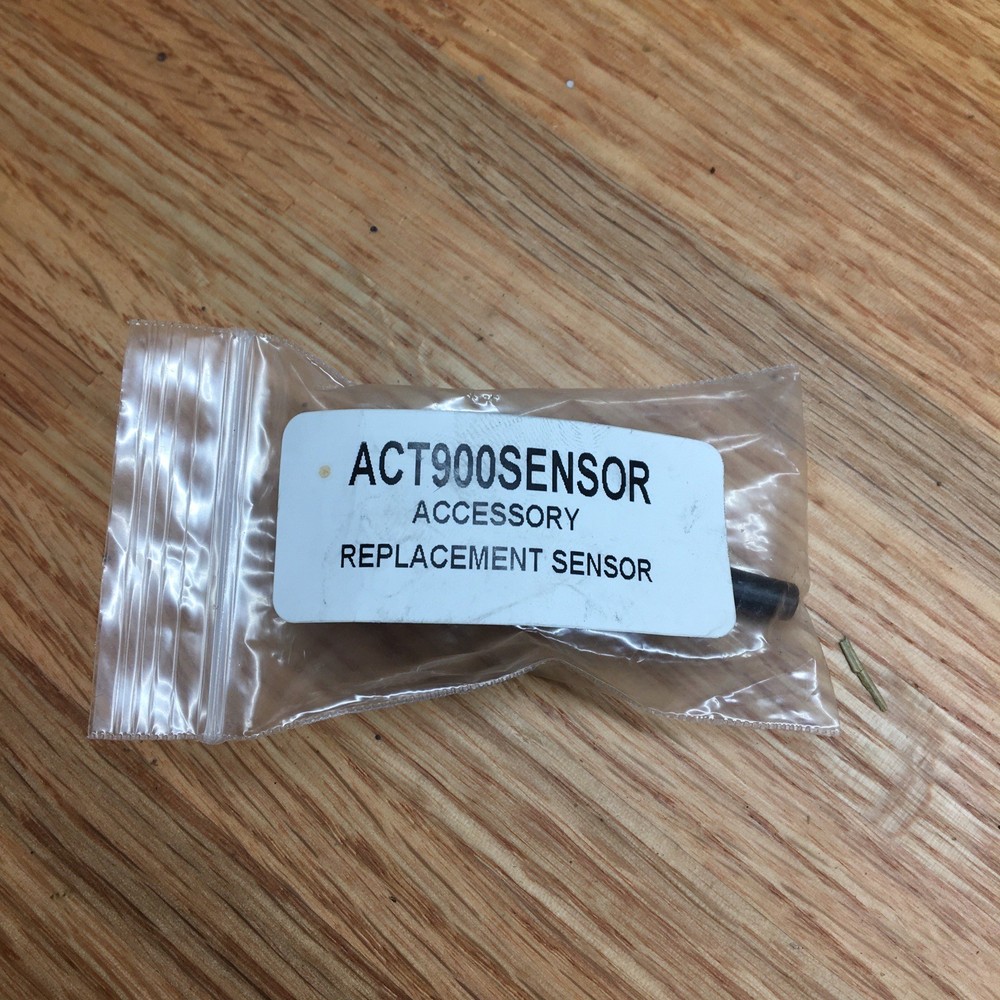 ACT900SENSOR
ACCESSORY
REPLACEMENT SENSOR